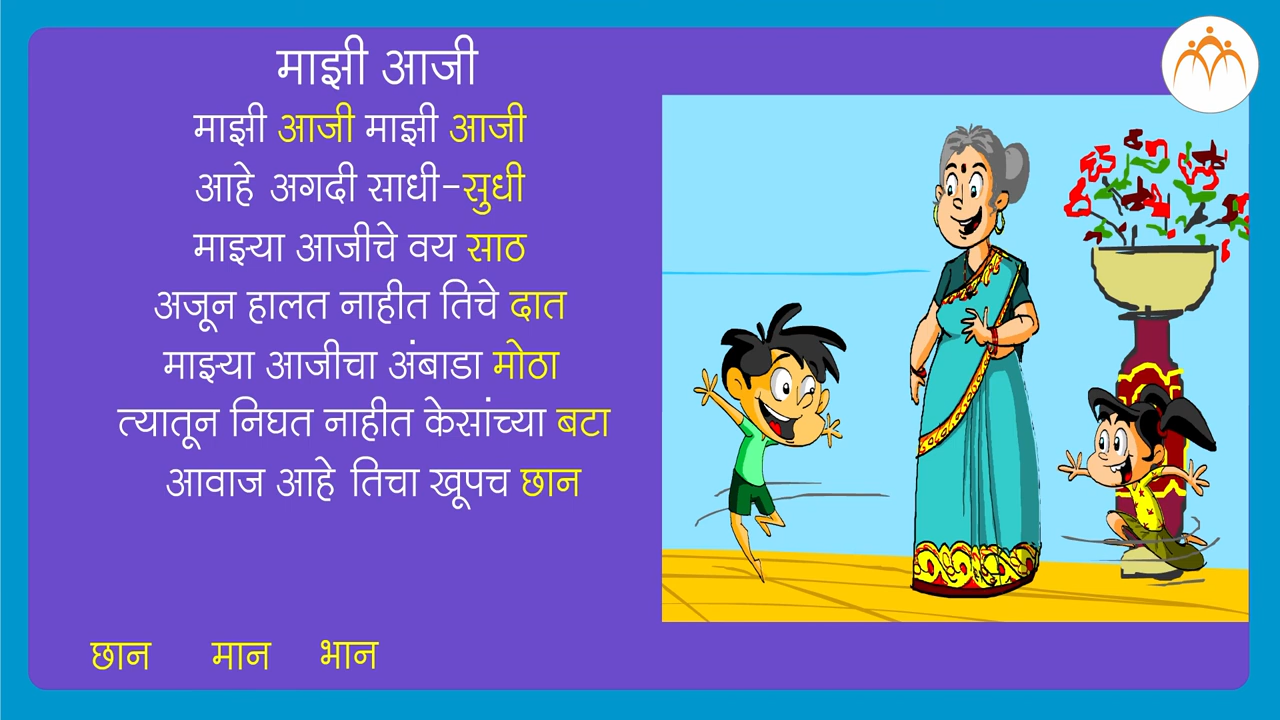 माझी आजी
माझी आजी माझी आजी
आहे अगदी साधी-सुधी
माझ्या आजीचे वय साठ
अजून हालत नाहीत तिचे दात
माझ्या आजीचा अंबाडा मोठा
त्यातून निघत नाहीत केसांच्या बटा
आवाज आहे तिचा खूपच छान
छान मान भान